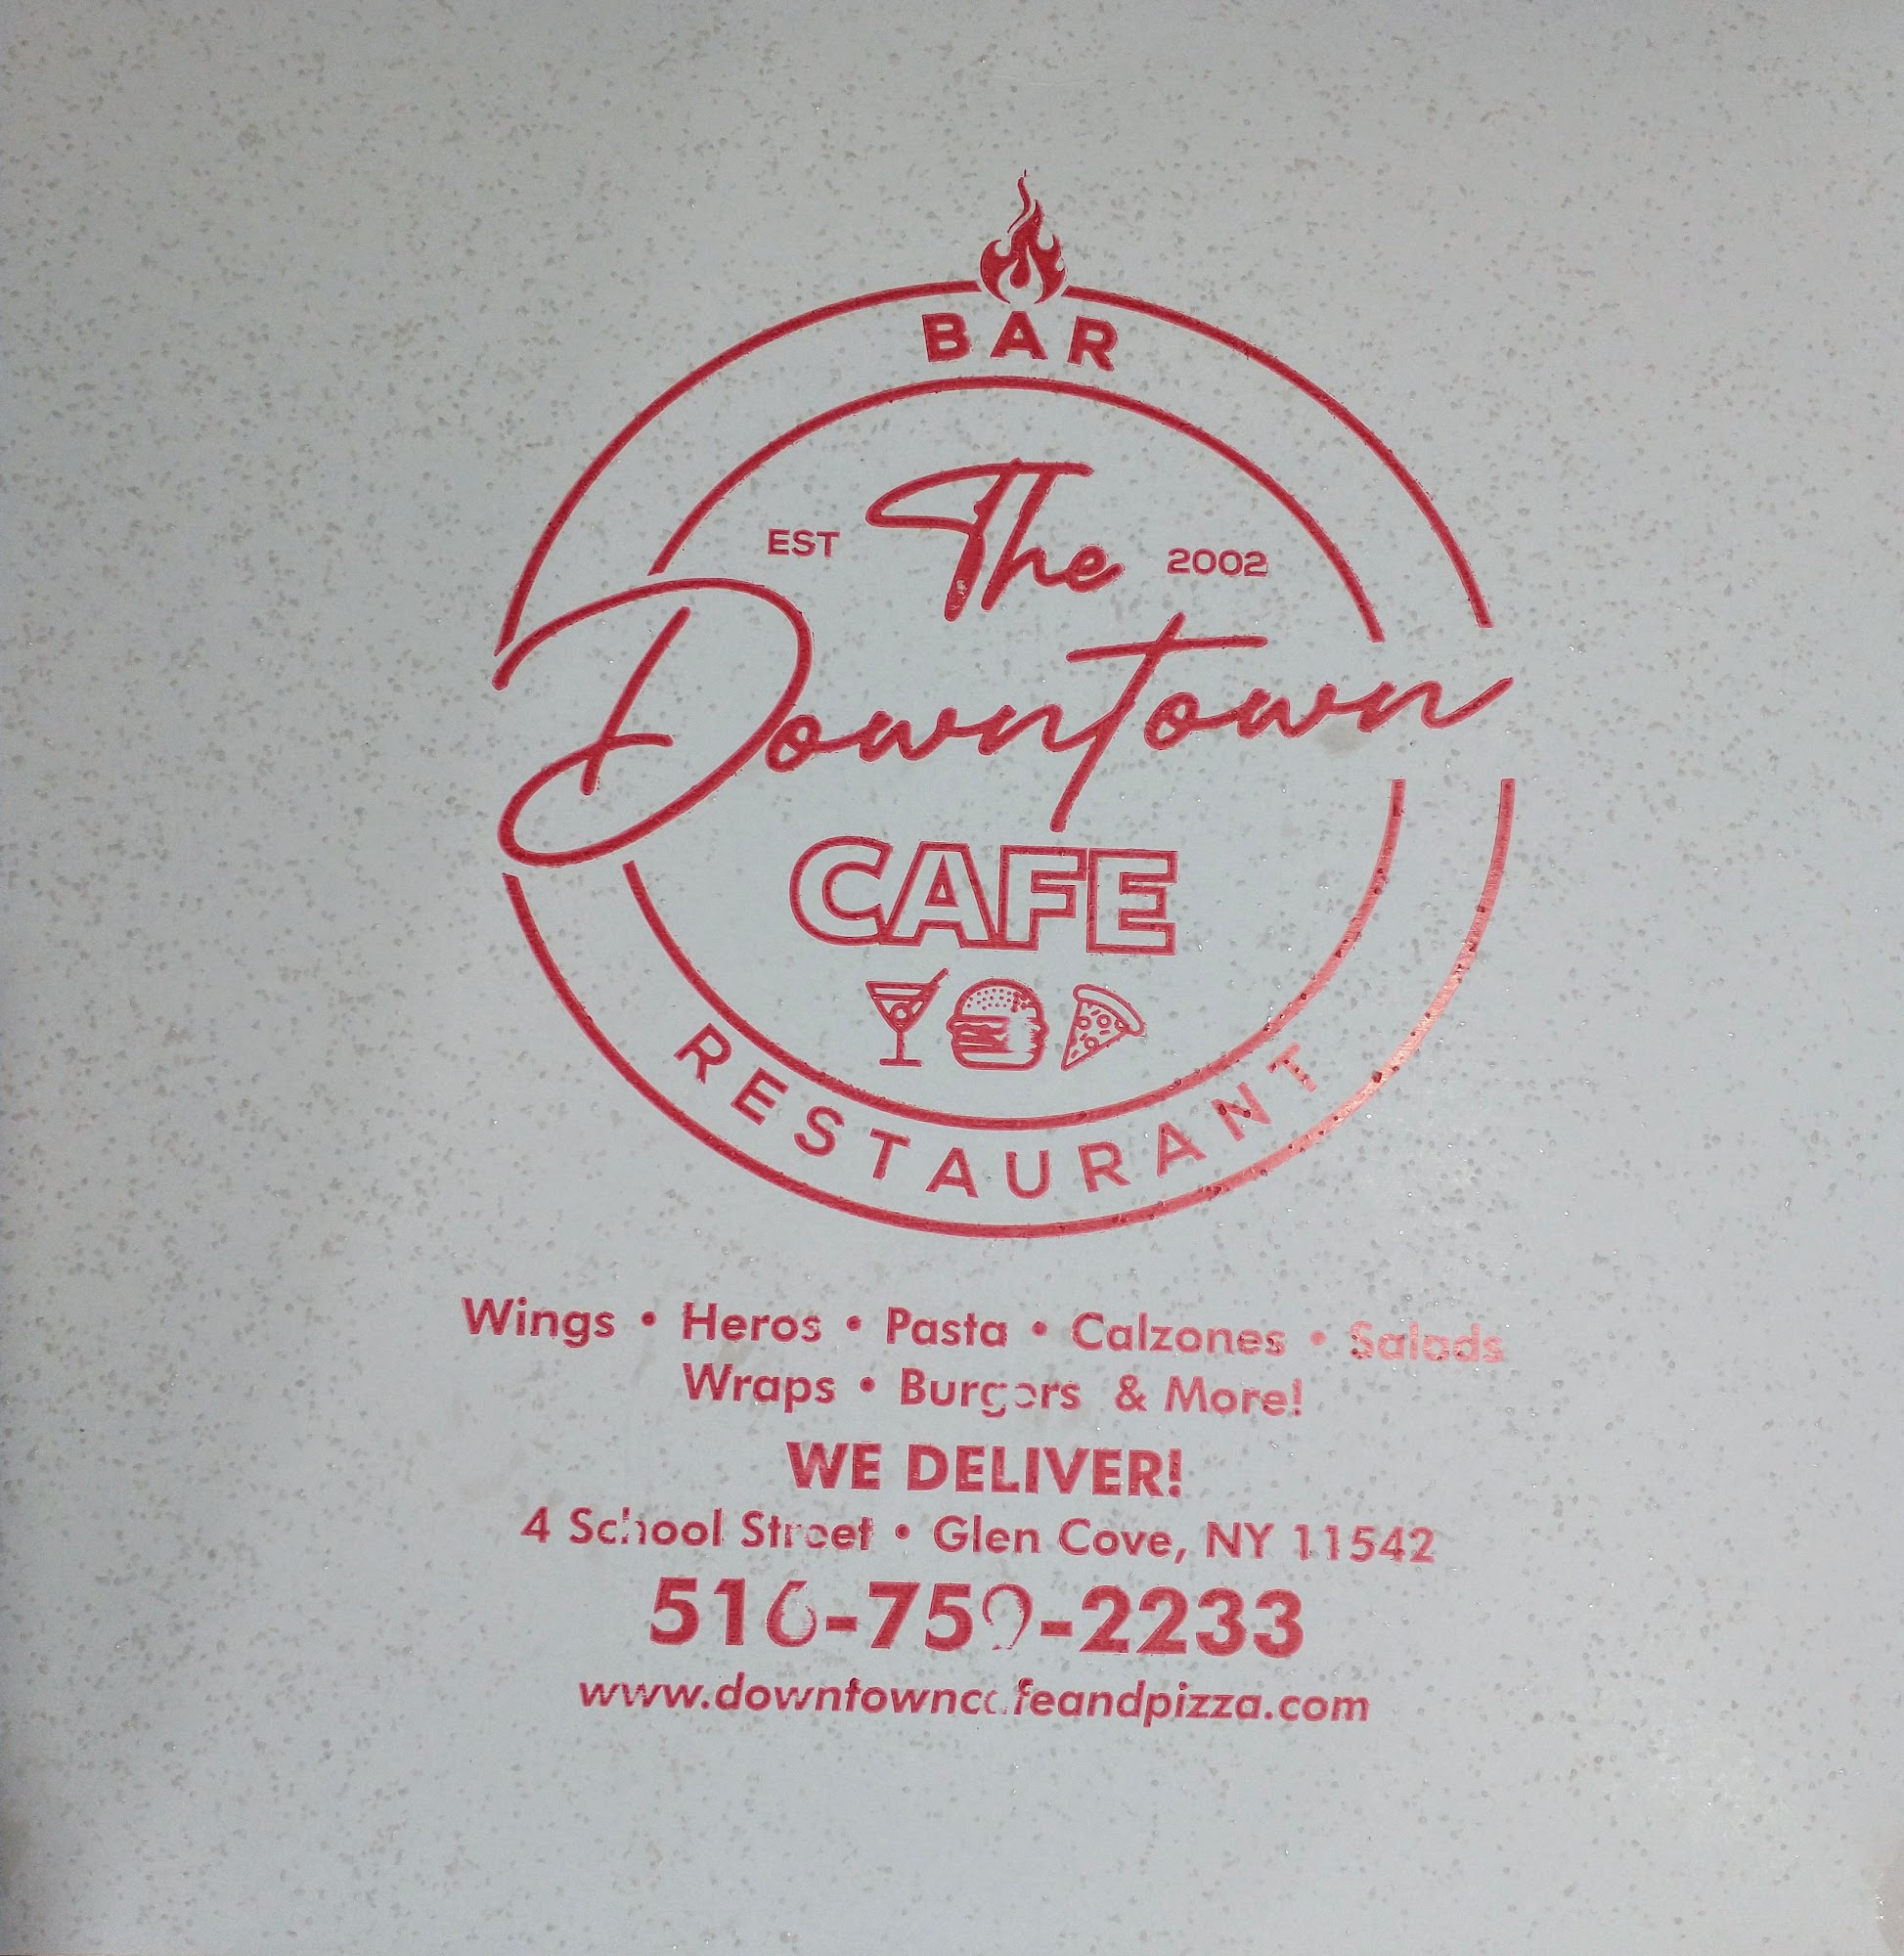 BAR
EST The 2002
Downtown
CAFE
RESTAURANT
Wings • Heros • Pasta • Calzones • Salads
Wraps • Burgers & More!
WE DELIVER!
4 School Street • Glen Cove, NY 11542
516-759-2233
www.downtowncafeandpizza.com